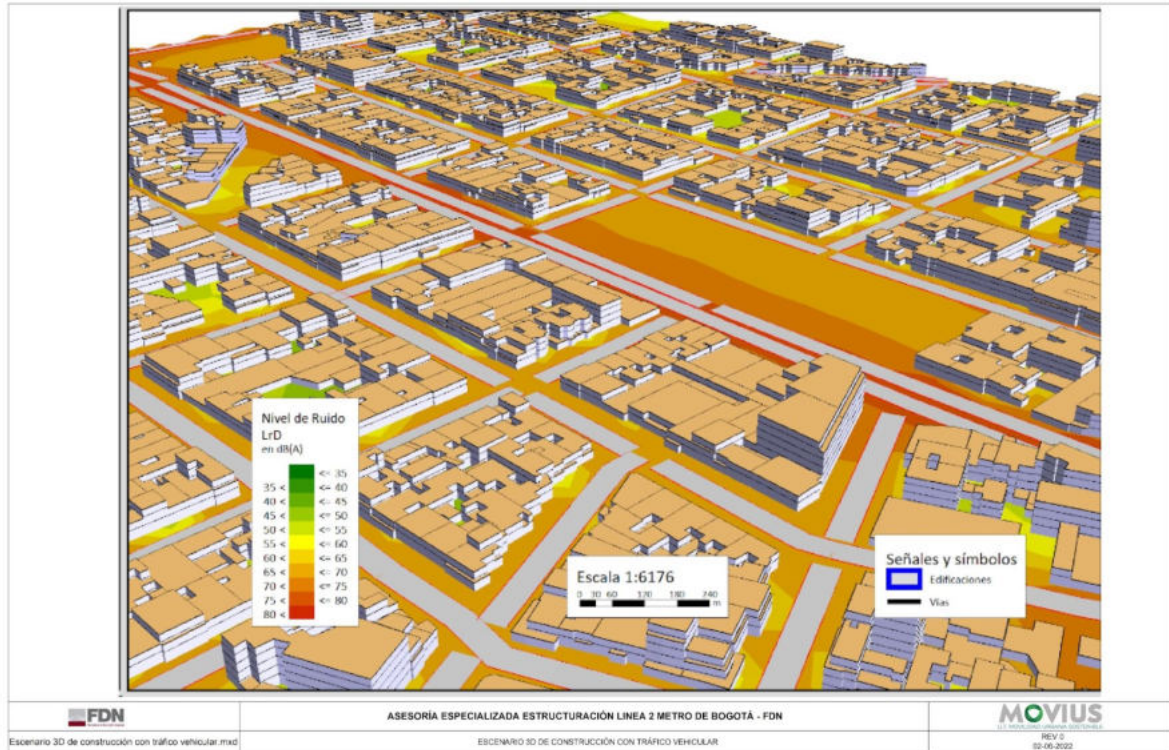 Nivel de Ruido
LrD
en dB(A)
<= 35
35 < <= 40
40 < <= 45
45 < <= 50
50 < <= 55
55 < <= 60
60 < <= 65
65 < <= 70
70 < <= 75
75 < <= 80
80 <
Escala 1:6176
0 30 60 120 180 240
m
Señales y símbolos
Edificaciones
Vías
FDN
ASESORÍA ESPECIALIZADA ESTRUCTURACIÓN LINEA 2 METRO DE BOGOTÁ - FDN
MOVIUS
Escenario 3D de construcción con tráfico vehicular.mxd
ESCENARIO 3D DE CONSTRUCCIÓN CON TRÁFICO VEHICULAR
REV 0
02-06-2022